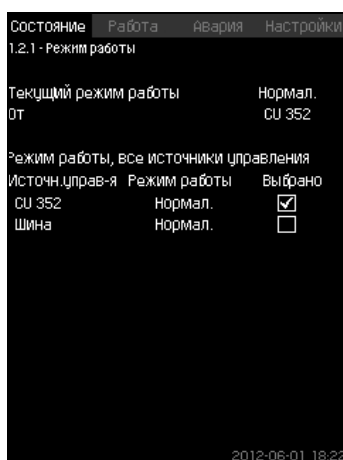 Состояние Работа Авария Настройки
1.2.1 - Режим работы
Текущий режим работы Нормал.
От CU 352
Режим работы, все источники управления
Источн.управ-я Режим работы Выбрано
CU 352 Нормал.
Шина Нормал.
2012-06-01 18:22